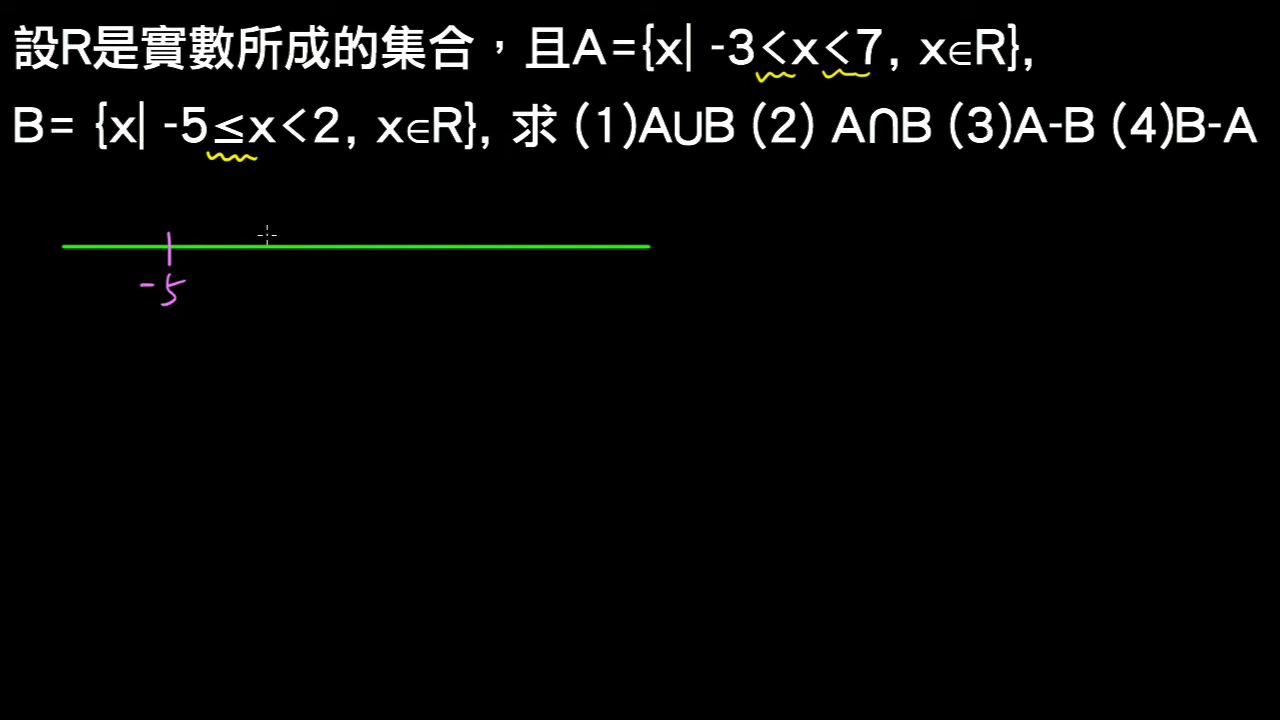 設R是實數所成的集合，且A={x| -3<x<7, x∈R},
B= {x| -5≤x<2, x∈R}, 求 (1)A∪B (2) A∩B (3)A-B (4)B-A
-5